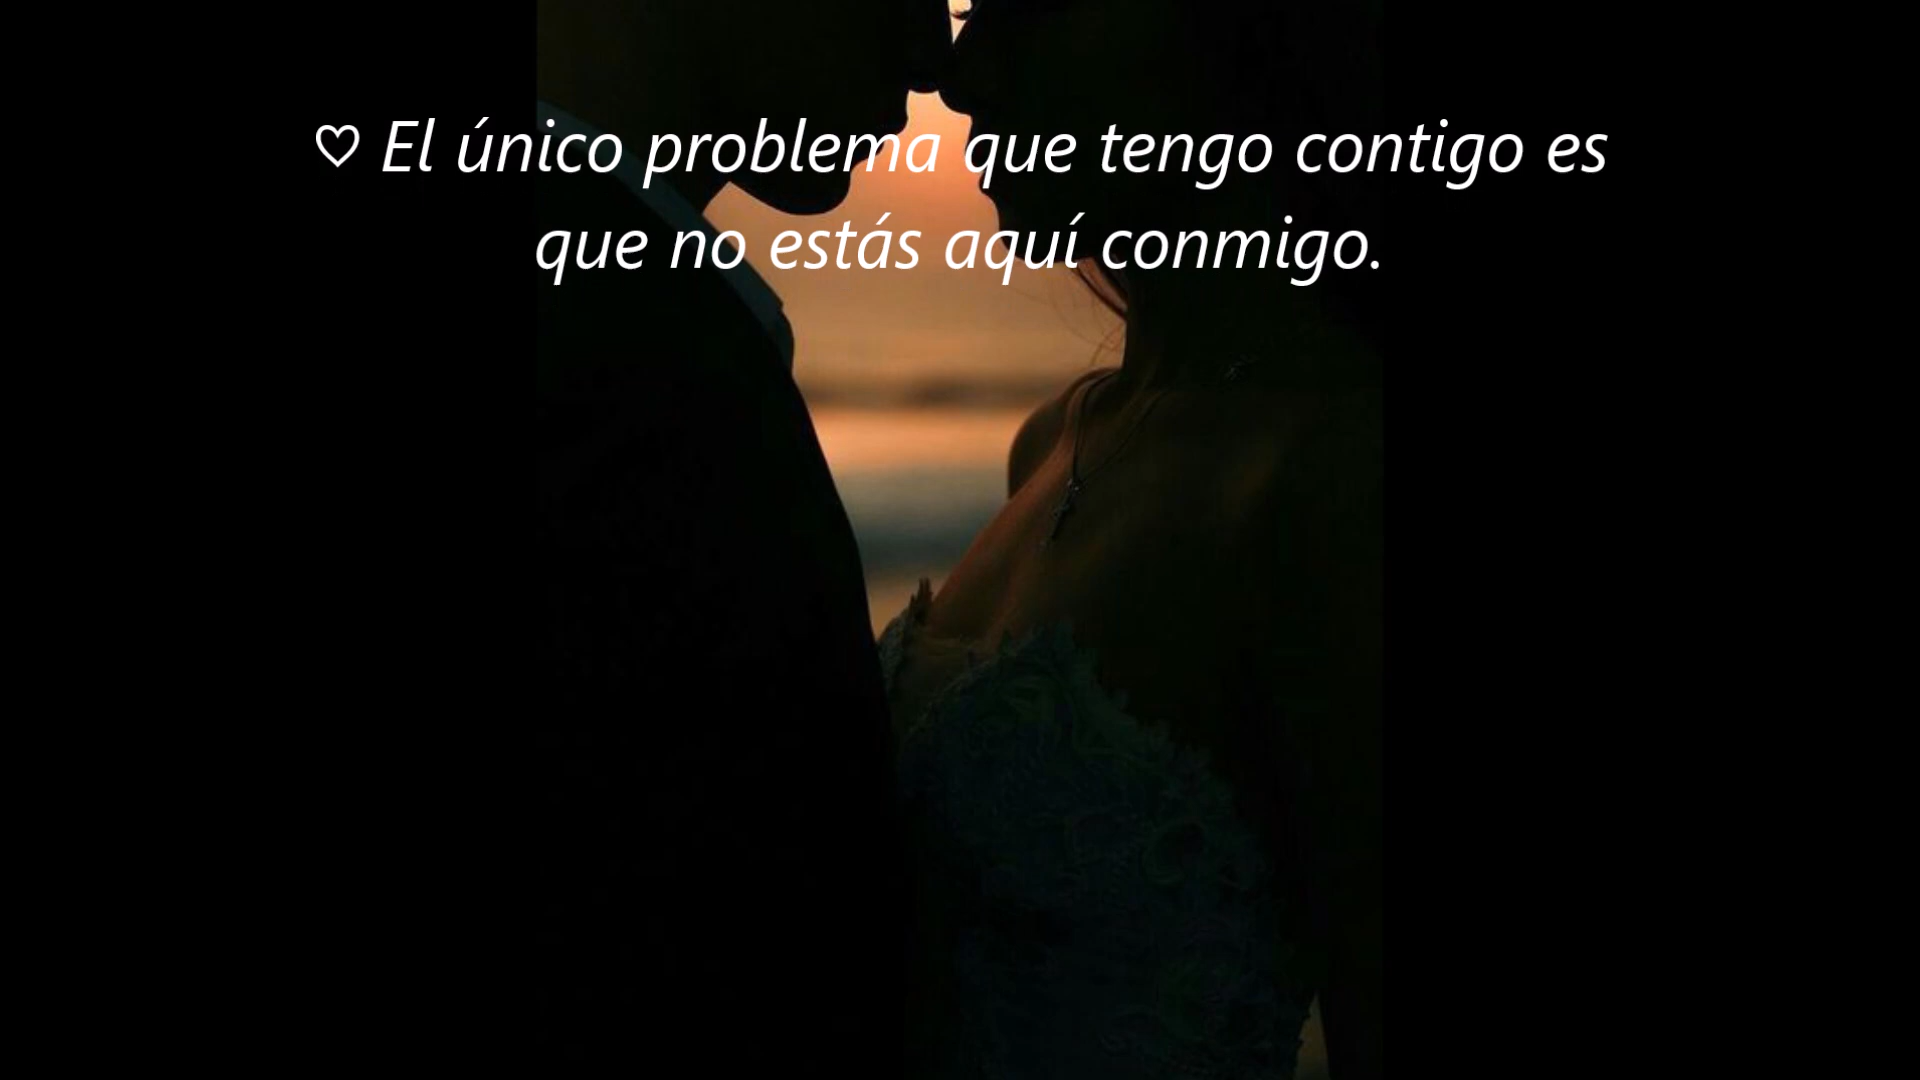 ♡ El único problema que tengo contigo es
que no estás aquí conmigo.